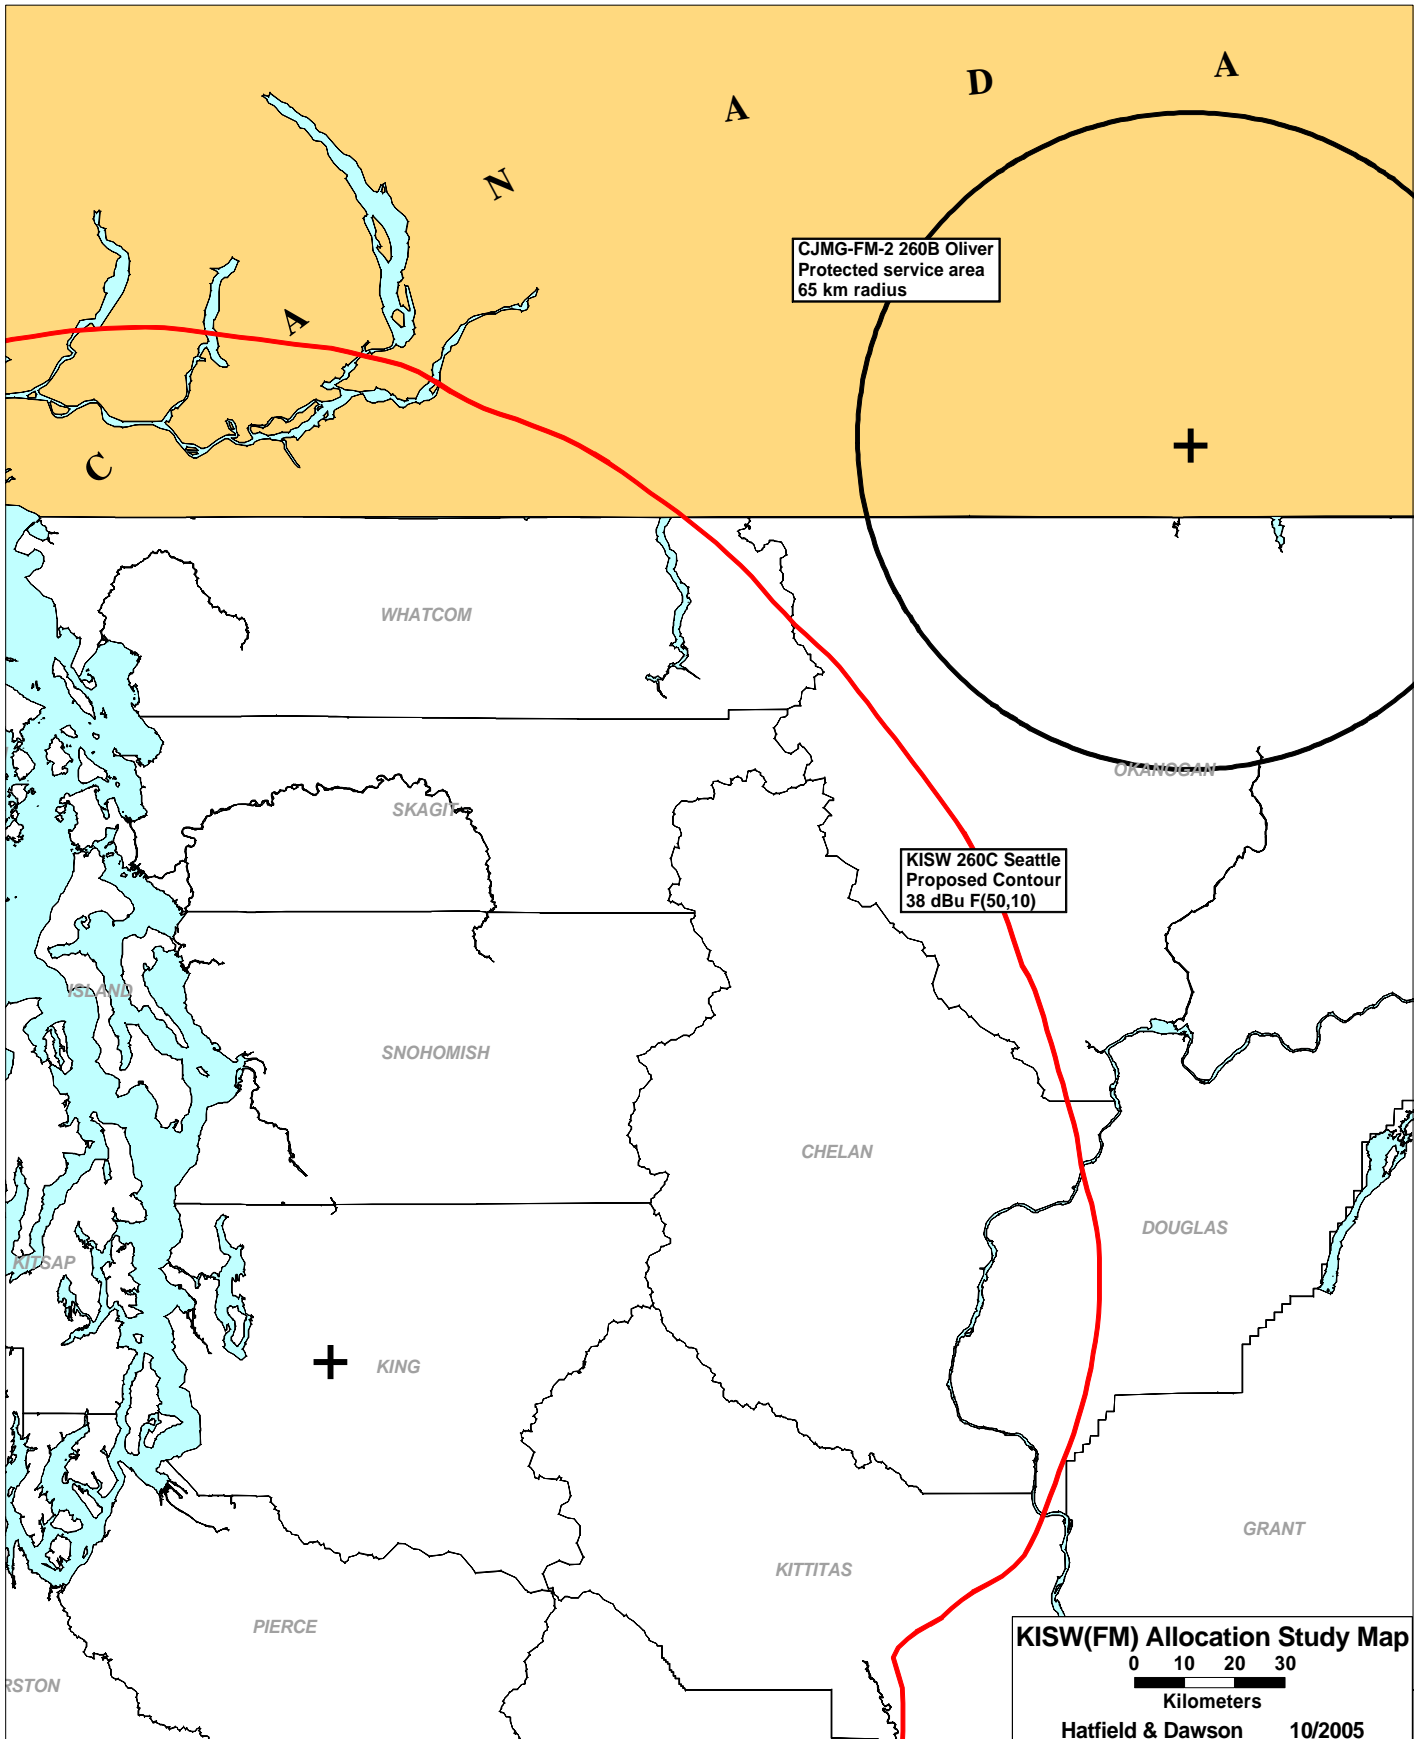 C A N A D A
CJMG-FM-2 260B Oliver
Protected service area
65 km radius
WHATCOM
OKANOGAN
SKAGIT
KISW 260C Seattle
Proposed Contour
38 dBu F(50,10)
ISLAND
SNOHOMISH
CHELAN
DOUGLAS
KITSAP
KING
GRANT
KITTITAS
PIERCE
RSTON
KISW(FM) Allocation Study Map
0 10 20 30
Kilometers
Hatfield & Dawson 10/2005